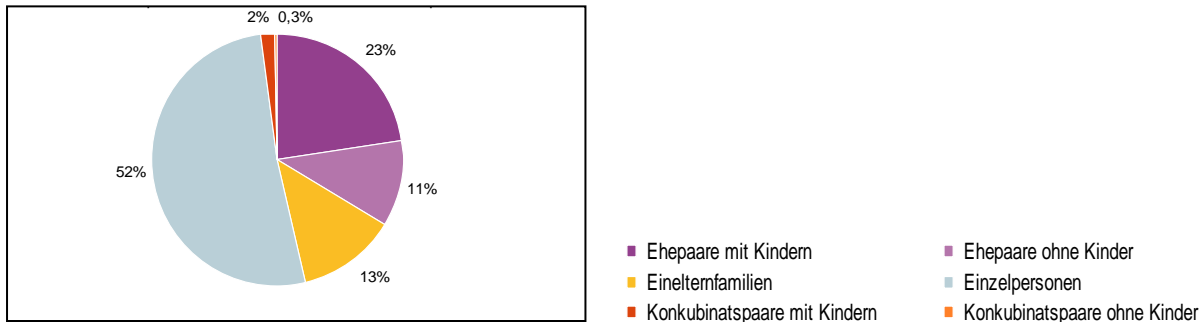 2% 0,3%
23%
52%
11%
13%
Ehepaare mit Kindern
Ehepaare ohne Kinder
Einelternfamilien
Einzelpersonen
Konkubinatspaare mit Kindern
Konkubinatspaare ohne Kinder